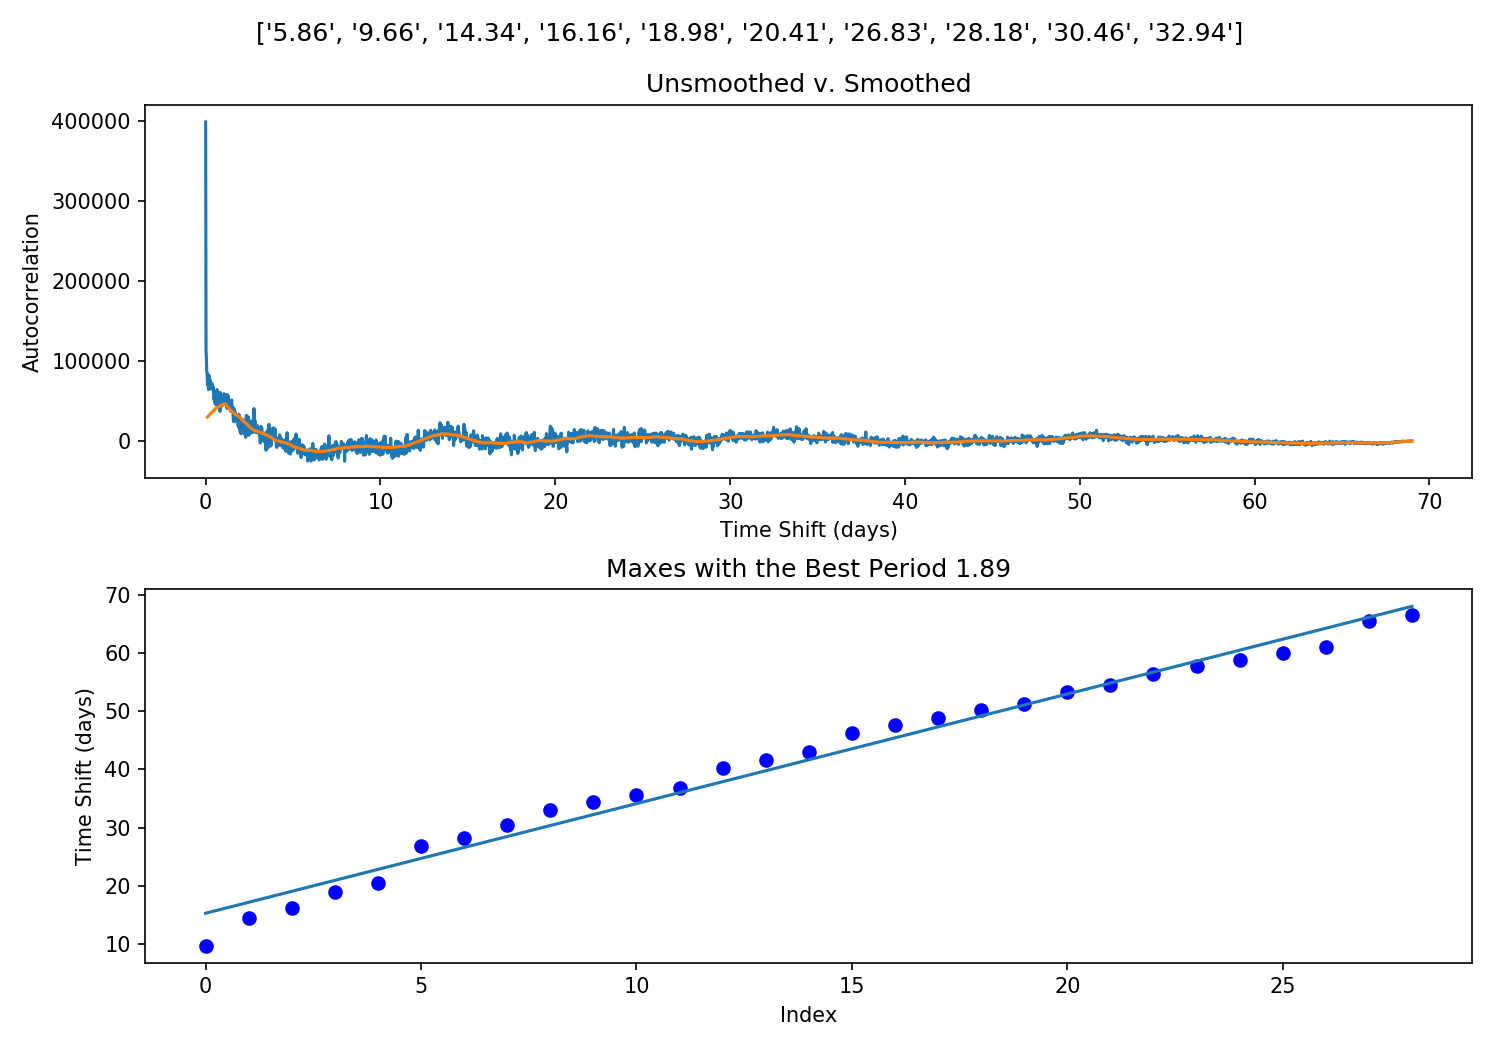 ['5.86', '9.66', '14.34', '16.16', '18.98', '20.41', '26.83', '28.18', '30.46', '32.94']
Unsmoothed v. Smoothed
400000
300000
200000
100000
0
Autocorrelation
0 10 20 30 40 50 60 70
Time Shift (days)
Maxes with the Best Period 1.89
70
60
50
40
30
20
10
Time Shift (days)
0 5 10 15 20 25
Index